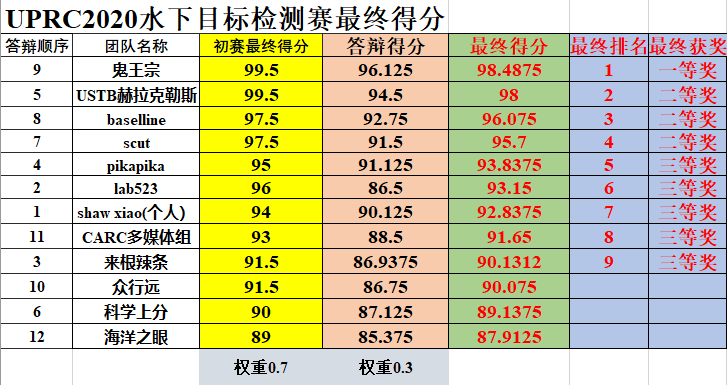 UPRC2020水下目标检测赛最终得分
答辩顺序 团队名称 初赛最终得分 答辩得分 最终得分 最终排名 最终获奖
9 鬼王宗 99.5 96.125 98.4875 1 一等奖
5 USTB赫拉克勒斯 99.5 94.5 98 2 二等奖
8 baselline 97.5 92.75 96.075 3 二等奖
7 scut 97.5 91.5 95.7 4 二等奖
4 pikapika 95 91.125 93.8375 5 三等奖
2 lab523 96 86.5 93.15 6 三等奖
1 shaw xiao(个人) 94 90.125 92.8375 7 三等奖
11 CARC多媒体组 93 88.5 91.65 8 三等奖
3 来根辣条 91.5 86.9375 90.1312 9 三等奖
10 众行远 91.5 86.75 90.075
6 科学上分 90 87.125 89.1375
12 海洋之眼 89 85.375 87.9125
权重0.7 权重0.3